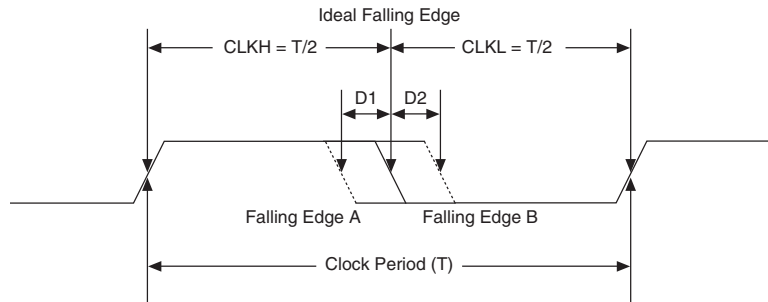 Ideal Falling Edge
CLKH = T/2
CLKL = T/2
D1
D2
Falling Edge A
Falling Edge B
Clock Period (T)